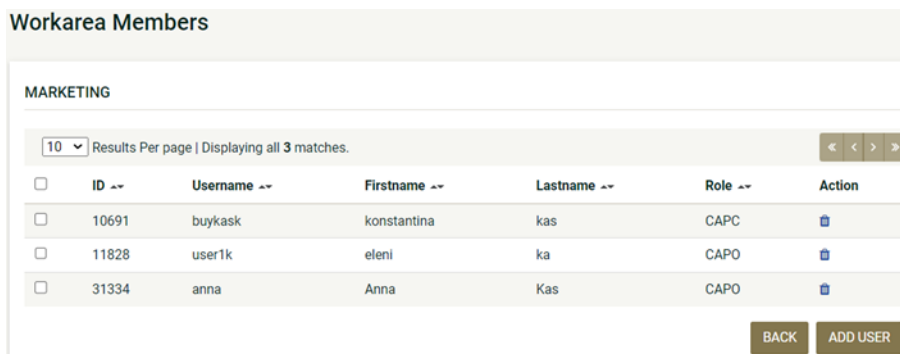 Workarea Members
MARKETING
10 Results Per page | Displaying all 3 matches.
« < > »
ID Username Firstname Lastname Role Action
10691 buykask konstantina kas CAPC
11828 user1k eleni ka CAPO
31334 anna Anna Kas CAPO
BACK ADD USER